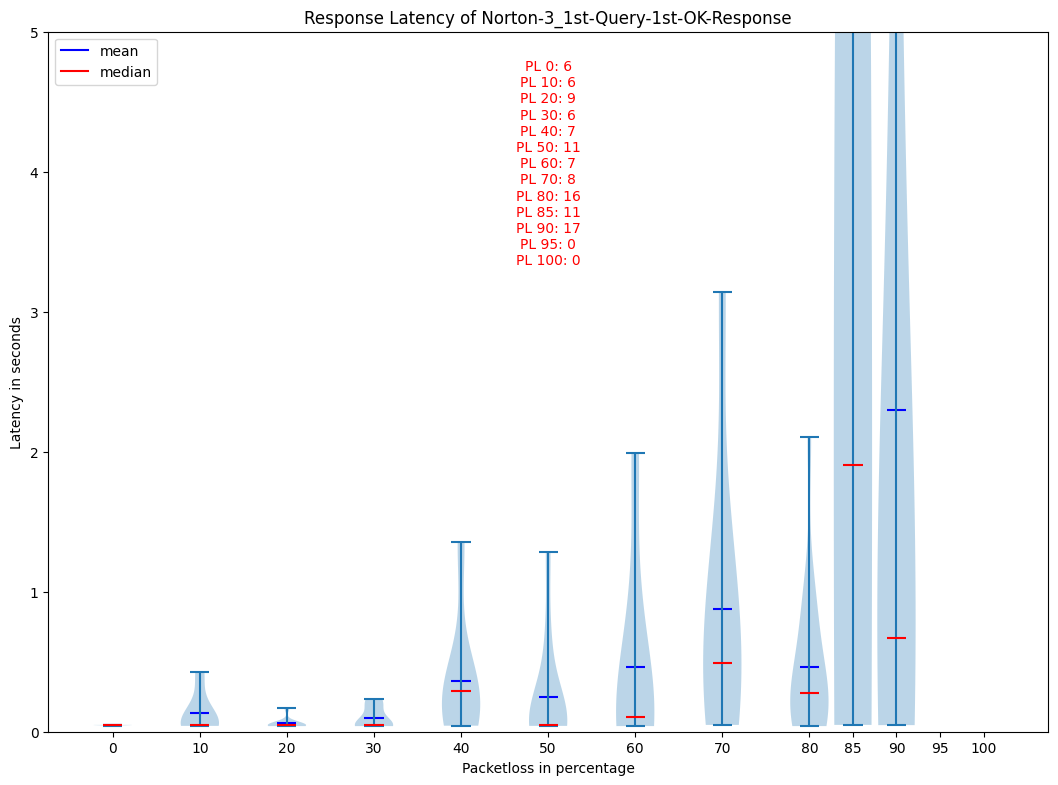 Response Latency of Norton-3_1st-Query-1st-OK-Response
mean
median
PL 0: 6
PL 10: 6
PL 20: 9
PL 30: 6
PL 40: 7
PL 50: 11
PL 60: 7
PL 70: 8
PL 80: 16
PL 85: 11
PL 90: 17
PL 95: 0
PL 100: 0
Latency in seconds
5
4
3
2
1
0
0 10 20 30 40 50 60 70 80 85 90 95 100
Packetloss in percentage